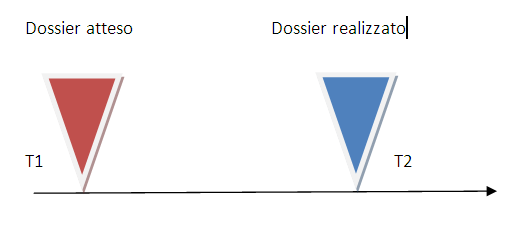 Dossier atteso
Dossier realizzato
T1
T2